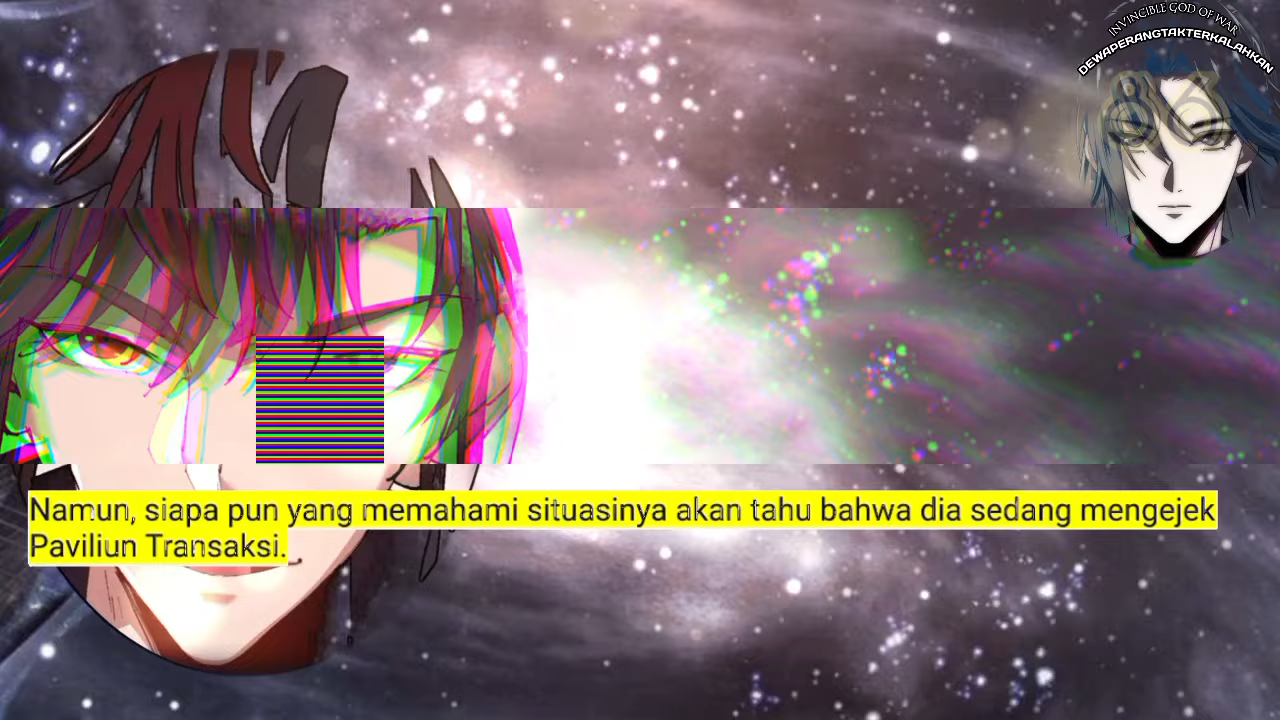 INVINCIBLE GOD OF WAR
DEWAPERANGTAKTERKALAHKAN
Namun, siapa pun yang memahami situasinya akan tahu bahwa dia sedang mengejek
Paviliun Transaksi.